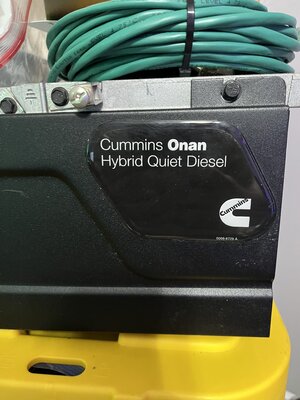 Cummins Onan
Hybrid Quiet Diesel
Cummins